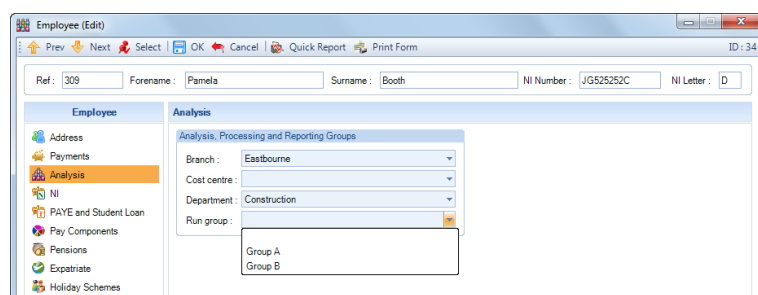 Employee (Edit)
Prev Next Select OK Cancel Quick Report Print Form ID : 34
Ref : 309 Forename : Pamela Surname : Booth NI Number : JG525252C NI Letter : D
Employee Analysis
Address
Payments
Analysis
NI
PAYE and Student Loan
Pay Components
Pensions
Expatriate
Holiday Schemes
Analysis, Processing and Reporting Groups
Branch : Eastbourne
Cost centre :
Department : Construction
Run group :
Group A
Group B